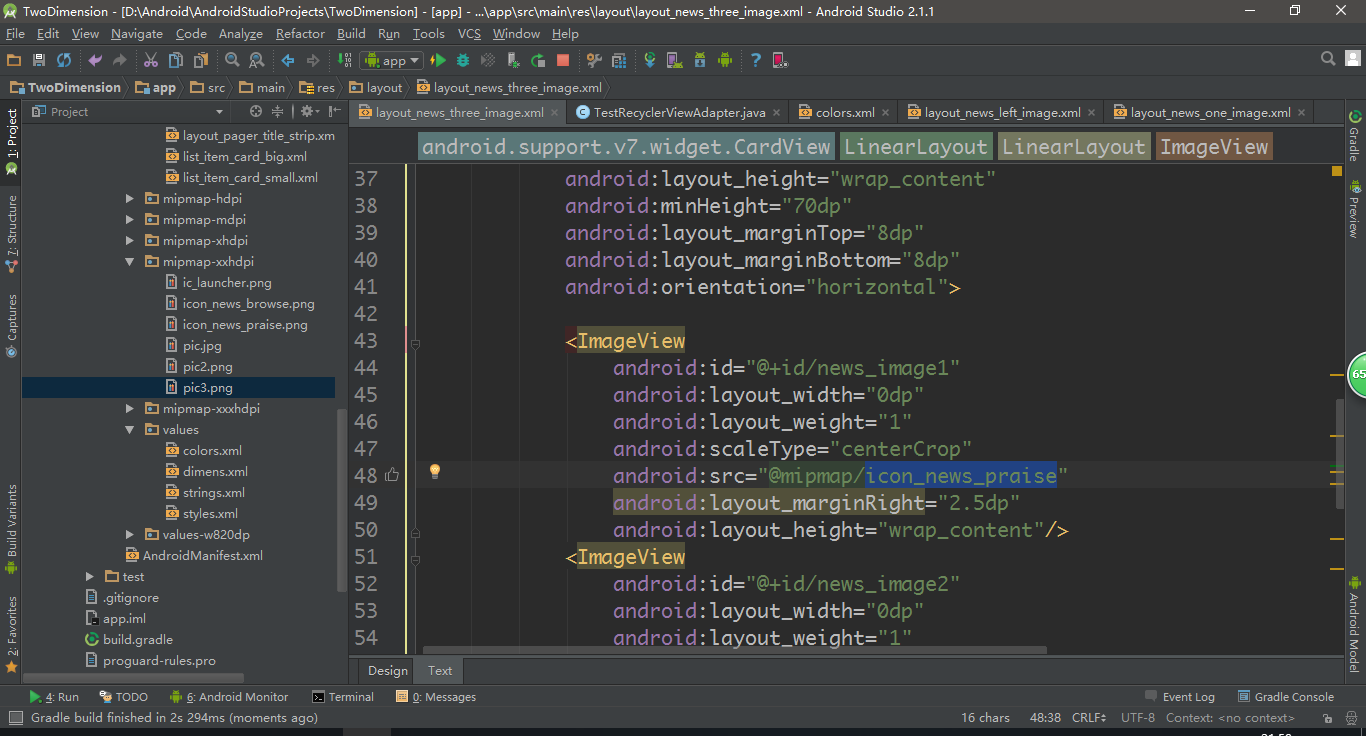 TwoDimension - [D:\Android\AndroidStudioProjects\TwoDimension] - [app] - ...\app\src\main\res\layout\layout_news_three_image.xml - Android Studio 2.1.1
File Edit View Navigate Code Analyze Refactor Build Run Tools VCS Window Help
app
TwoDimension app src main res layout layout_news_three_image.xml
Project
layout_news_three_image.xml TestRecyclerViewAdapter.java colors.xml layout_news_left_image.xml layout_news_one_image.xml
1: Project
7: Structure
Captures
Build Variants
2: Favorites
layout_pager_title_strip.xm
list_item_card_big.xml
list_item_card_small.xml
mipmap-hdpi
mipmap-mdpi
mipmap-xhdpi
mipmap-xxhdpi
ic_launcher.png
icon_news_browse.png
icon_news_praise.png
pic.jpg
pic2.png
pic3.png
mipmap-xxxhdpi
values
colors.xml
dimens.xml
strings.xml
styles.xml
values-w820dp
AndroidManifest.xml
test
.gitignore
app.iml
build.gradle
proguard-rules.pro
android.support.v7.widget.CardView LinearLayout LinearLayout ImageView
37 android:layout_height="wrap_content"
38 android:minHeight="70dp"
39 android:layout_marginTop="8dp"
40 android:layout_marginBottom="8dp"
41 android:orientation="horizontal">
42
43 <ImageView
44 android:id="@+id/news_image1"
45 android:layout_width="0dp"
46 android:layout_weight="1"
47 android:scaleType="centerCrop"
48 android:src="@mipmap/icon_news_praise"
49 android:layout_marginRight="2.5dp"
50 android:layout_height="wrap_content"/>
51 <ImageView
52 android:id="@+id/news_image2"
53 android:layout_width="0dp"
54 android:layout_weight="1"
Gradle
Preview
65
Android Model
Design Text
4: Run TODO 6: Android Monitor Terminal 0: Messages Event Log Gradle Console
Gradle build finished in 2s 294ms (moments ago) 16 chars 48:38 CRLF UTF-8 Context: <no context>